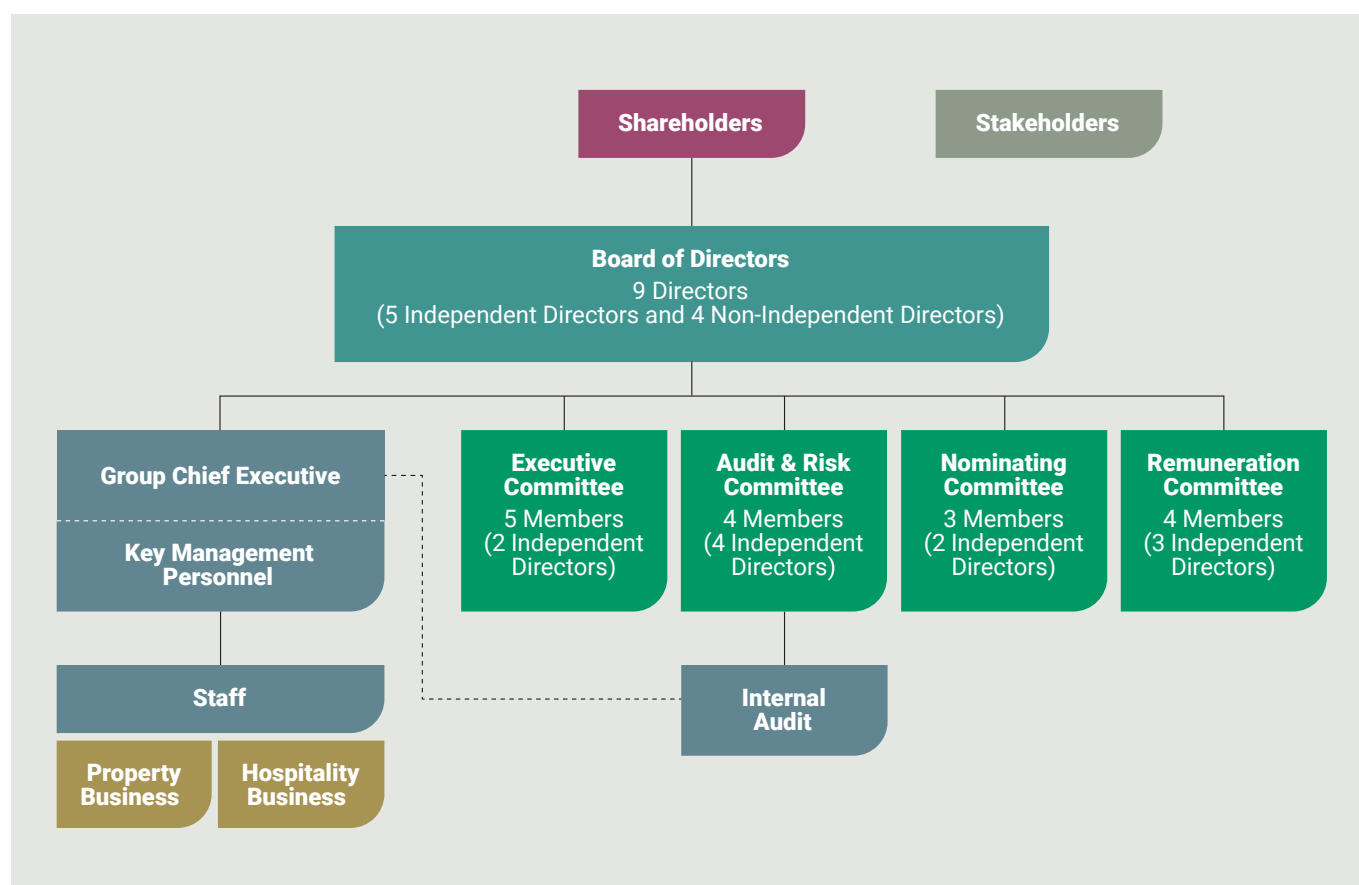 Shareholders
Stakeholders
Board of Directors
9 Directors
(5 Independent Directors and 4 Non-Independent Directors)
Group Chief Executive
Key Management
Personnel
Executive
Committee
5 Members
(2 Independent
Directors)
Audit & Risk
Committee
4 Members
(4 Independent
Directors)
Nominating
Committee
3 Members
(2 Independent
Directors)
Remuneration
Committee
4 Members
(3 Independent
Directors)
Staff
Internal
Audit
Property
Business
Hospitality
Business